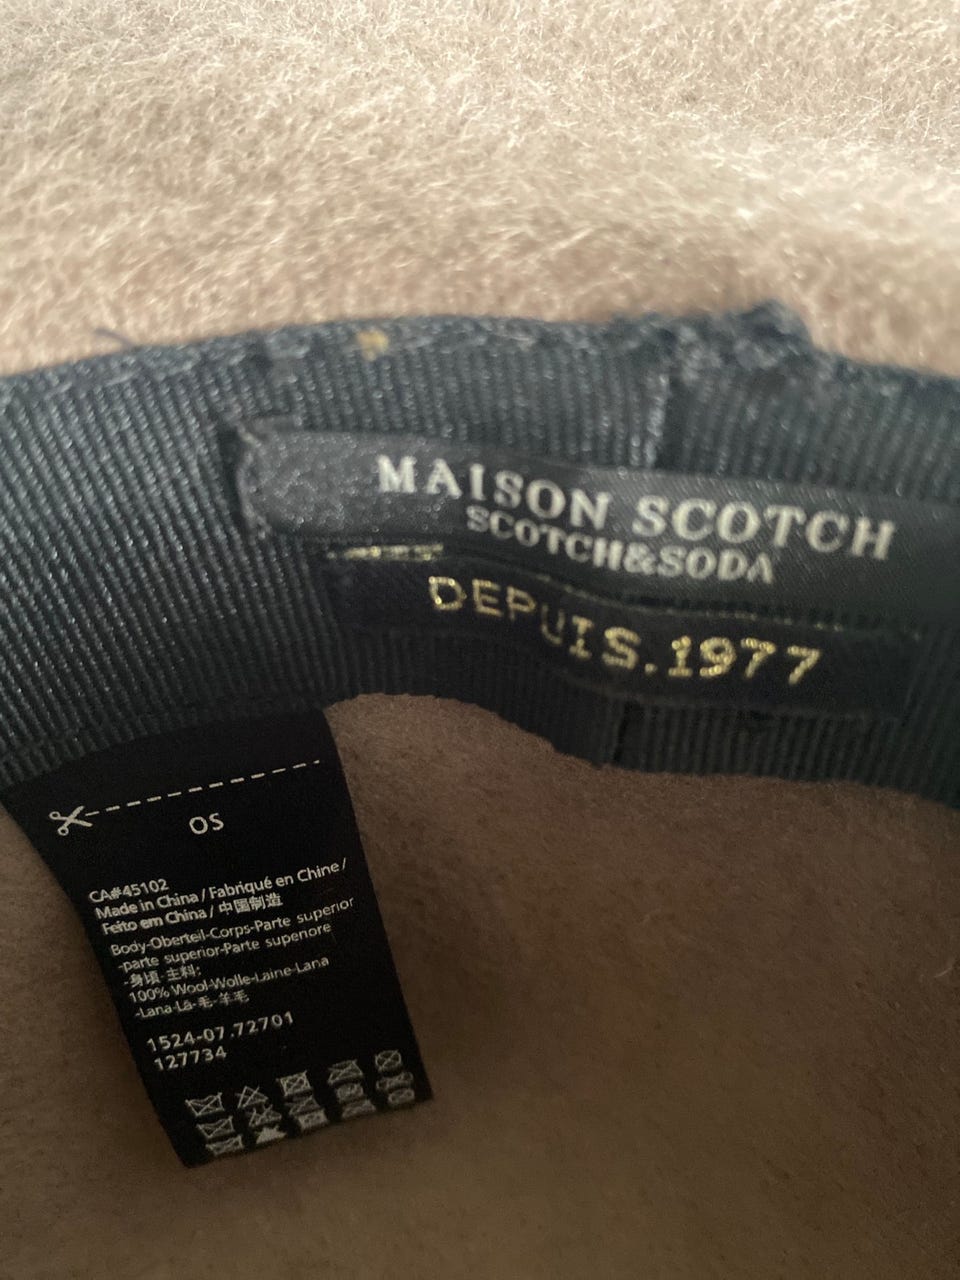 MAISON SCOTCH
SCOTCH&SODA
DEPUIS.1977
OS
CA#45102
Made in China / Fabriqué en Chine /
Feito em China / 中国制造
Body-Oberteil-Corps-Parte superior
-parte superior-Parte superiore
-身頃-主料:
100% Wool-Wolle-Laine-Lana
-Lana-Lã-毛-羊毛
1524-07.72701
127734